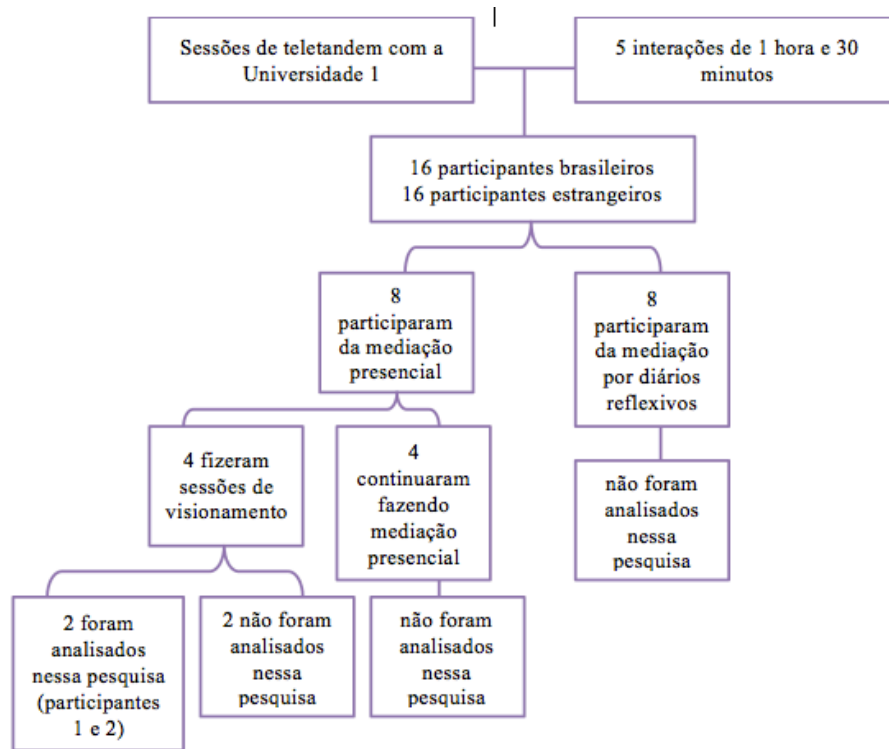 Sessões de teletandem com a
Universidade 1
5 interações de 1 hora e 30
minutos
16 participantes brasileiros
16 participantes estrangeiros
8
participaram
da mediação
presencial
8
participaram
da mediação
por diários
reflexivos
4 fizeram
sessões de
visionamento
4
continuaram
fazendo
mediação
presencial
não foram
analisados
nessa
pesquisa
2 foram
analisados
nessa pesquisa
(participantes
1 e 2)
2 não foram
analisados
nessa
pesquisa
não foram
analisados
nessa
pesquisa